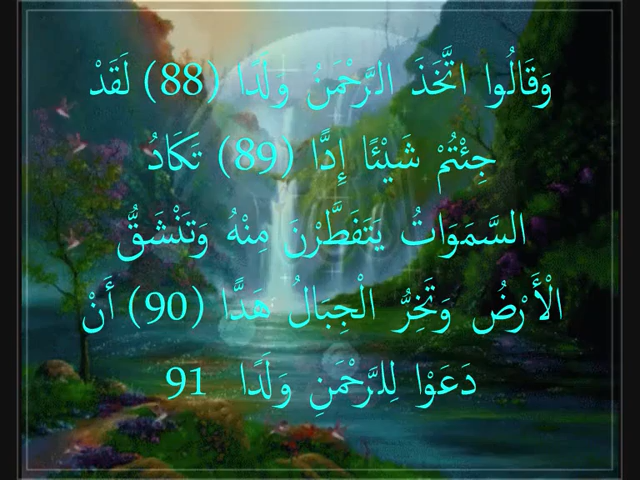 وَقَالُوا اتَّخَذَ الرَّحْمَنُ وَلَدًا (88) لَقَدْ
جِئْتُمْ شَيْئًا إِدًّا (89) تَكَادُ
السَّمَوَاتُ يَتَفَطَّرْنَ مِنْهُ وَتَنْشَقُّ
الْأَرْضُ وَتَخِرُّ الْجِبَالُ هَدًّا (90) أَنْ
دَعَوْا لِلرَّحْمَنِ وَلَدًا 91